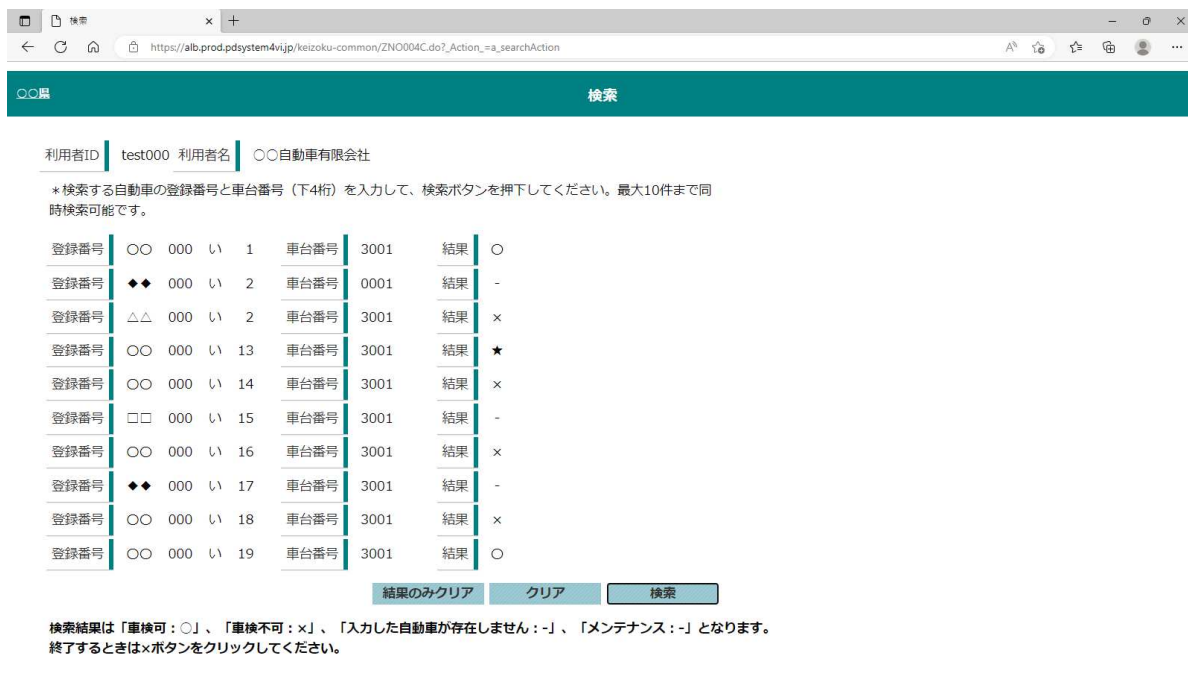 検索
https://alb.prod.pdsystem4vi.jp/keizoku-common/ZNO004C.do?_Action_=a_searchAction
○○県 検索
利用者ID test000 利用者名 ○○自動車有限会社
*検索する自動車の登録番号と車台番号（下4桁）を入力して、検索ボタンを押下してください。最大10件まで同
時検索可能です。
登録番号 ○○ 000 い 1 車台番号 3001 結果 ○
登録番号 ◆◆ 000 い 2 車台番号 0001 結果 -
登録番号 △△ 000 い 2 車台番号 3001 結果 ×
登録番号 ○○ 000 い 13 車台番号 3001 結果 ★
登録番号 ○○ 000 い 14 車台番号 3001 結果 ×
登録番号 □□ 000 い 15 車台番号 3001 結果 -
登録番号 ○○ 000 い 16 車台番号 3001 結果 ×
登録番号 ◆◆ 000 い 17 車台番号 3001 結果 -
登録番号 ○○ 000 い 18 車台番号 3001 結果 ×
登録番号 ○○ 000 い 19 車台番号 3001 結果 ○
結果のみクリア クリア 検索
検索結果は「車検可：○」、「車検不可：×」、「入力した自動車が存在しません：-」、「メンテナンス：-」となります。
終了するときは×ボタンをクリックしてください。